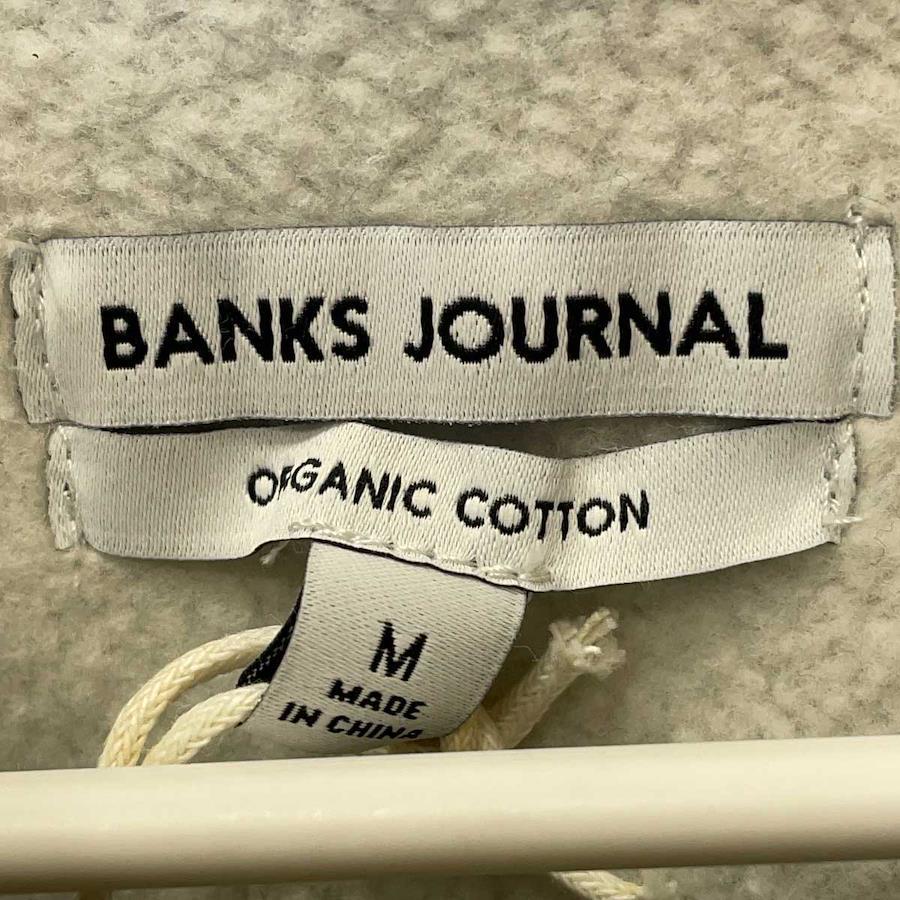 BANKS JOURNAL
ORGANIC COTTON
M
MADE
IN CHINA